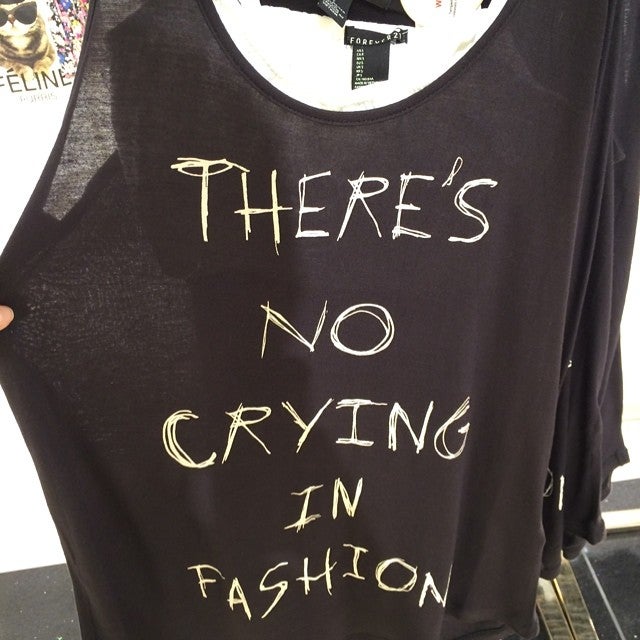 FELINE
FOREVER 21
THERE'S
NO
CRYING
IN
FASHION